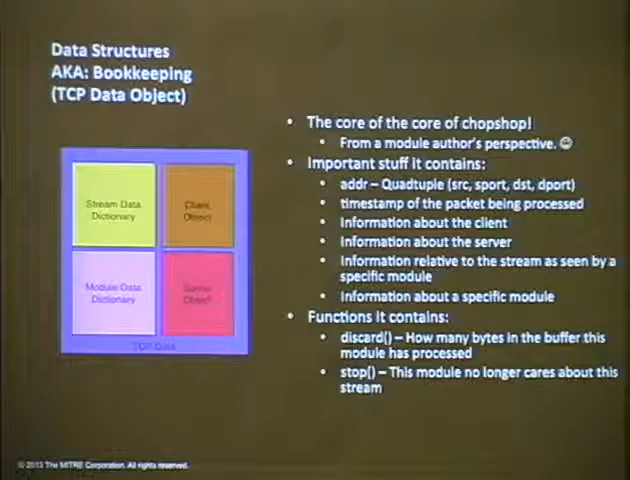 Data Structures
AKA: Bookkeeping
(TCP Data Object)
• The core of the core of chopshop!
• From a module author's perspective. ☺
• Important stuff it contains:
• addr – Quadtuple (src, sport, dst, dport)
• timestamp of the packet being processed
• Information about the client
• Information about the server
• Information relative to the stream as seen by a
specific module
• Information about a specific module
• Functions it contains:
• discard() – How many bytes in the buffer this
module has processed
• stop() – This module no longer cares about this
stream
Stream Data
Dictionary
Client
Object
Module Data
Dictionary
Server
Object
TCP Data
© 2013 The MITRE Corporation. All rights reserved.